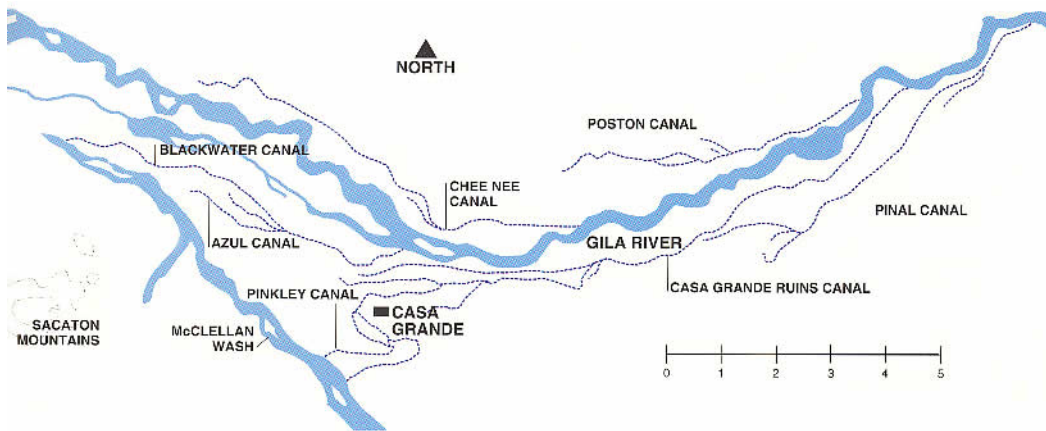 NORTH
POSTON CANAL
BLACKWATER CANAL
CHEE NEE
CANAL
PINAL CANAL
AZUL CANAL
GILA RIVER
PINKLEY CANAL
CASA GRANDE RUINS CANAL
CASA
GRANDE
SACATON
MOUNTAINS
McCLELLAN
WASH
0 1 2 3 4 5